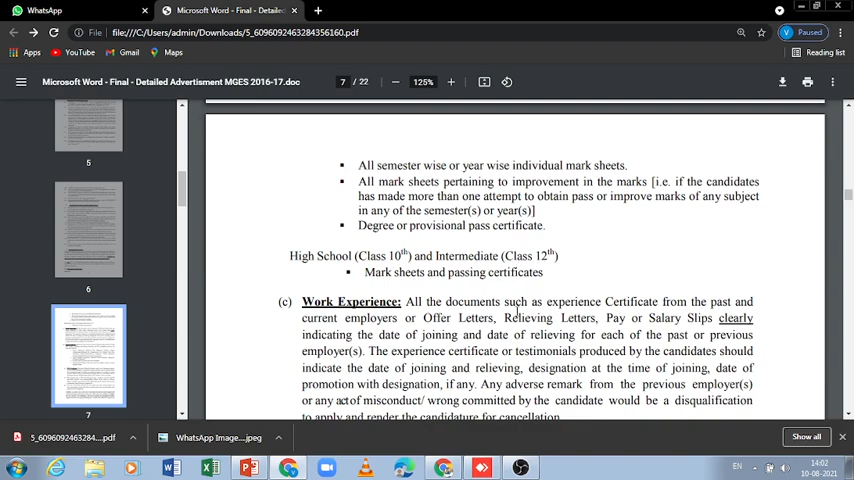 WhatsApp
Microsoft Word - Final - Detailed
File
file:///C:/Users/admin/Downloads/5_6096092463284356160.pdf
V
Paused
Apps
YouTube
Gmail
Maps
Reading list
Microsoft Word - Final - Detailed Advertisment MGES 2016-17.doc
7 / 22
125%
5
6
7
▪ All semester wise or year wise individual mark sheets.
▪ All mark sheets pertaining to improvement in the marks [i.e. if the candidates
has made more than one attempt to obtain pass or improve marks of any subject
in any of the semester(s) or year(s)]
▪ Degree or provisional pass certificate.
High School (Class 10th) and Intermediate (Class 12th)
▪ Mark sheets and passing certificates
(c) Work Experience: All the documents such as experience Certificate from the past and
current employers or Offer Letters, Relieving Letters, Pay or Salary Slips clearly
indicating the date of joining and date of relieving for each of the past or previous
employer(s). The experience certificate or testimonials produced by the candidates should
indicate the date of joining and relieving, designation at the time of joining, date of
promotion with designation, if any. Any adverse remark from the previous employer(s)
or any act of misconduct/ wrong committed by the candidate would be a disqualification
to apply and render the candidature for cancellation.
5_6096092463284....pdf
WhatsApp Image....jpeg
Show all
EN
14:02
10-08-2021